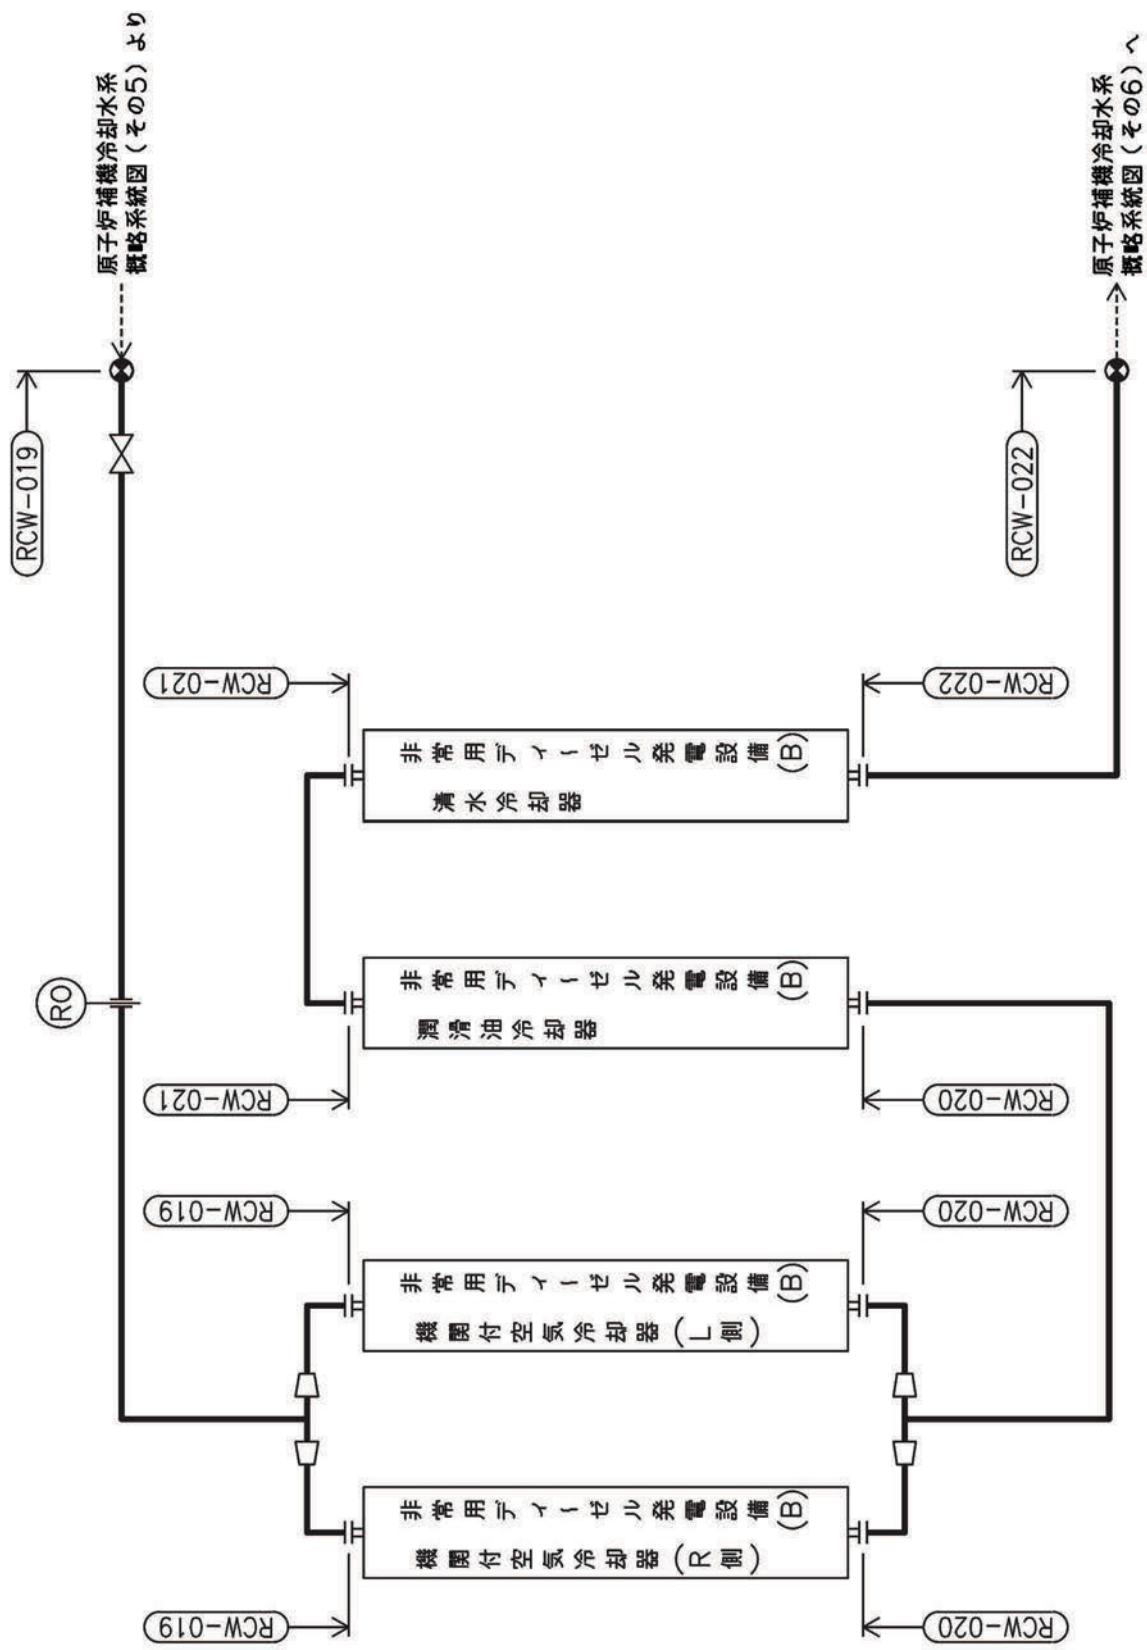 原子炉補機冷却水系
概略系統図(その5)より
RCW-019
RO
RCW-019
RCW-019
RCW-021
RCW-021
非常用ディーゼル発電設備(B)
機関付空気冷却器(R側)
非常用ディーゼル発電設備(B)
機関付空気冷却器(L側)
非常用ディーゼル発電設備(B)
潤滑油冷却器
非常用ディーゼル発電設備(B)
清水冷却器
RCW-020
RCW-020
RCW-020
RCW-022
RCW-022
原子炉補機冷却水系
概略系統図(その6)へ